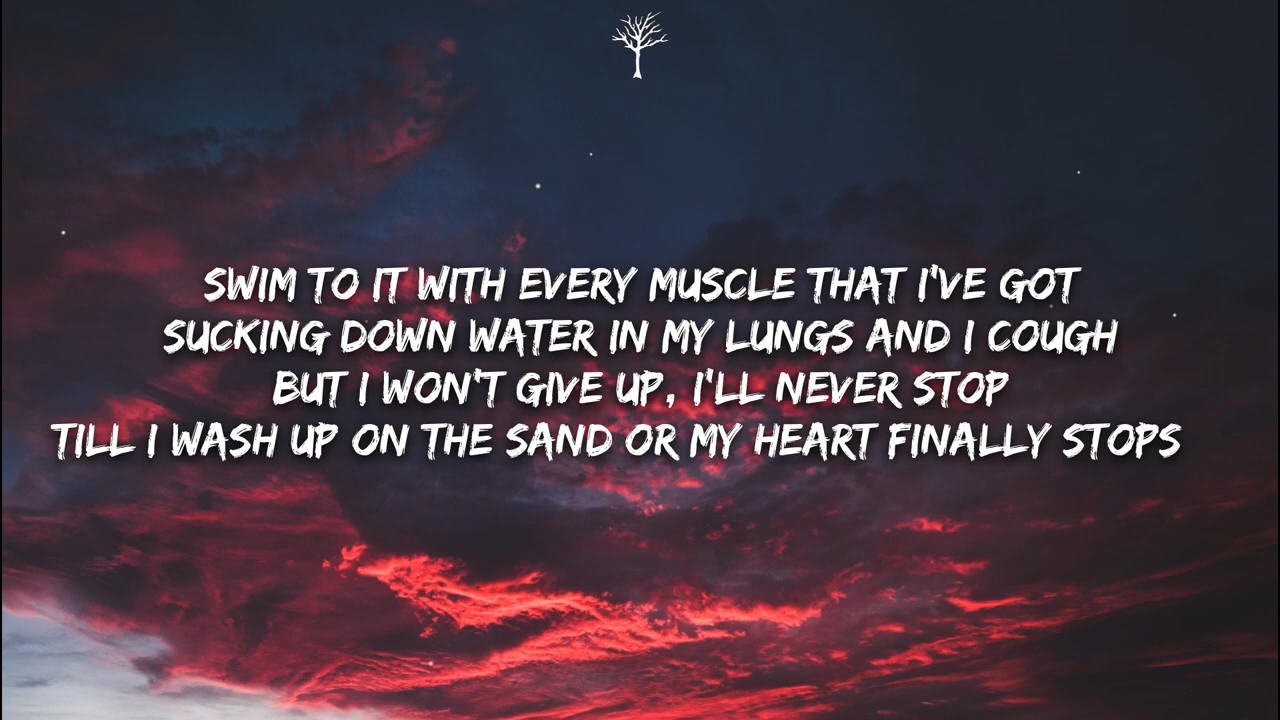 SWIM TO IT WITH EVERY MUSCLE THAT I'VE GOT
SUCKING DOWN WATER IN MY LUNGS AND I COUGH
BUT I WON'T GIVE UP, I'LL NEVER STOP
TILL I WASH UP ON THE SAND OR MY HEART FINALLY STOPS